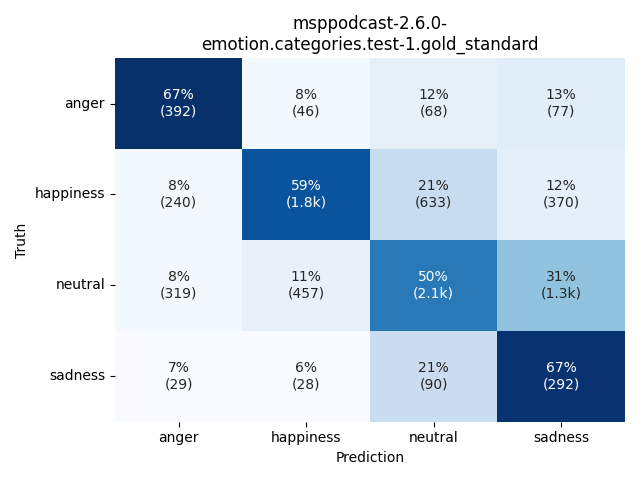 msppodcast-2.6.0-
emotion.categories.test-1.gold_standard
Truth
anger
67%
(392)
8%
(46)
12%
(68)
13%
(77)
happiness
8%
(240)
59%
(1.8k)
21%
(633)
12%
(370)
neutral
8%
(319)
11%
(457)
50%
(2.1k)
31%
(1.3k)
sadness
7%
(29)
6%
(28)
21%
(90)
67%
(292)
anger
happiness
neutral
sadness
Prediction